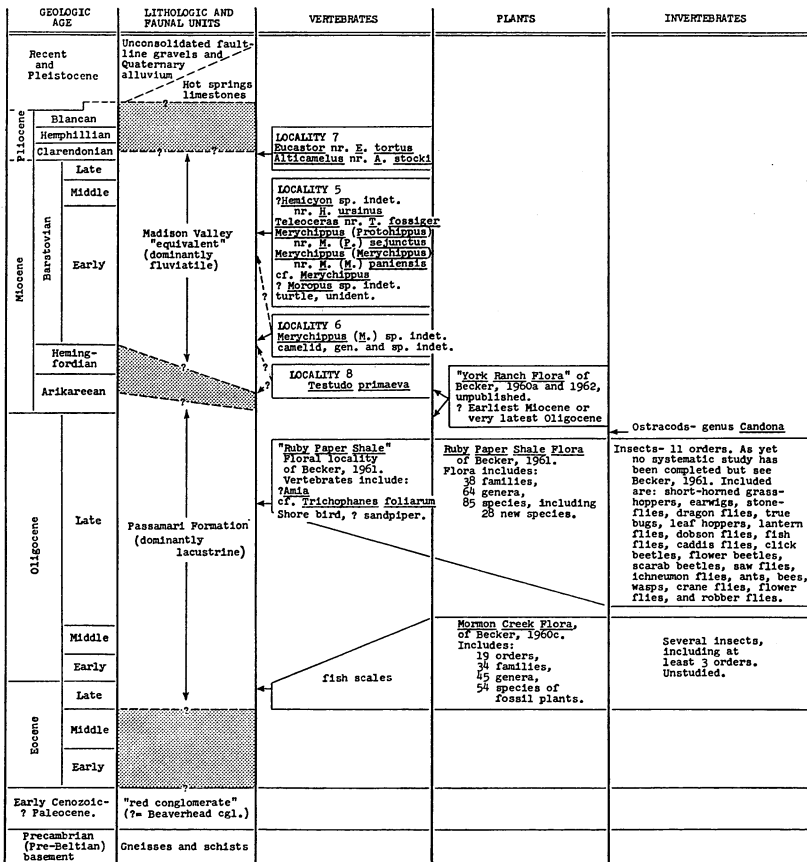 GEOLOGIC
AGE
LITHOLOGIC AND
FAUNAL UNITS
VERTEBRATES
PLANTS
INVERTEBRATES
Recent
and
Pleistocene
Unconsolidated fault-
line gravels and
Quaternary
alluvium
Hot springs
limestones
?
Pliocene
Blancan
Hemphillian
Clarendonian
? ?
LOCALITY 7
Eucastor nr. E. tortus
Alticamelus nr. A. stocki
Miocene
Barstovian
Late
Middle
Early
Madison Valley
"equivalent"
(dominantly
fluviatile)
LOCALITY 5
?Hemicyon sp. indet.
nr. H. ursinus
Teleoceras nr. T. fossiger
Merychippus (Protohippus)
nr. M. (P.) sejunctus
Merychippus (Merychippus)
nr. M. (M.) paniensis
cf. Merychippus
? Moropus sp. indet.
turtle, unident.
?
LOCALITY 6
Merychippus (M.) sp. indet.
camelid, gen. and sp. indet.
Heming-
fordian
Arikareean
?
?
?
?
LOCALITY 8
Testudo primaeva
"York Ranch Flora" of
Becker, 1960a and 1962,
unpublished.
? Earliest Miocene or
very latest Oligocene
Ostracods- genus Candona
Oligocene
Late
Middle
Early
Passamari Formation
(dominantly
lacustrine)
"Ruby Paper Shale"
Floral locality
of Becker, 1961.
Vertebrates include:
?Amia
cf. Trichophanes foliarum
Shore bird, ? sandpiper.
Ruby Paper Shale Flora
of Becker, 1961.
Flora includes:
38 families,
64 genera,
85 species, including
28 new species.
Insects- 11 orders. As yet
no systematic study has
been completed but see
Becker, 1961. Included
are: short-horned grass-
hoppers, earwigs, stone-
flies, dragon flies, true
bugs, leaf hoppers, lantern
flies, dobson flies, fish
flies, caddis flies, click
beetles, flower beetles,
scarab beetles, saw flies,
ichneumon flies, ants, bees,
wasps, crane flies, flower
flies, and robber flies.
fish scales
Mormon Creek Flora,
of Becker, 1960c.
Includes:
19 orders,
34 families,
45 genera,
54 species of
fossil plants.
Several insects,
including at
least 3 orders.
Unstudied.
Eocene
Late
Middle
Early
?
?
Early Cenozoic-
? Paleocene.
"red conglomerate"
(?= Beaverhead cgl.)
Precambrian
(Pre-Beltian)
basement
Gneisses and schists